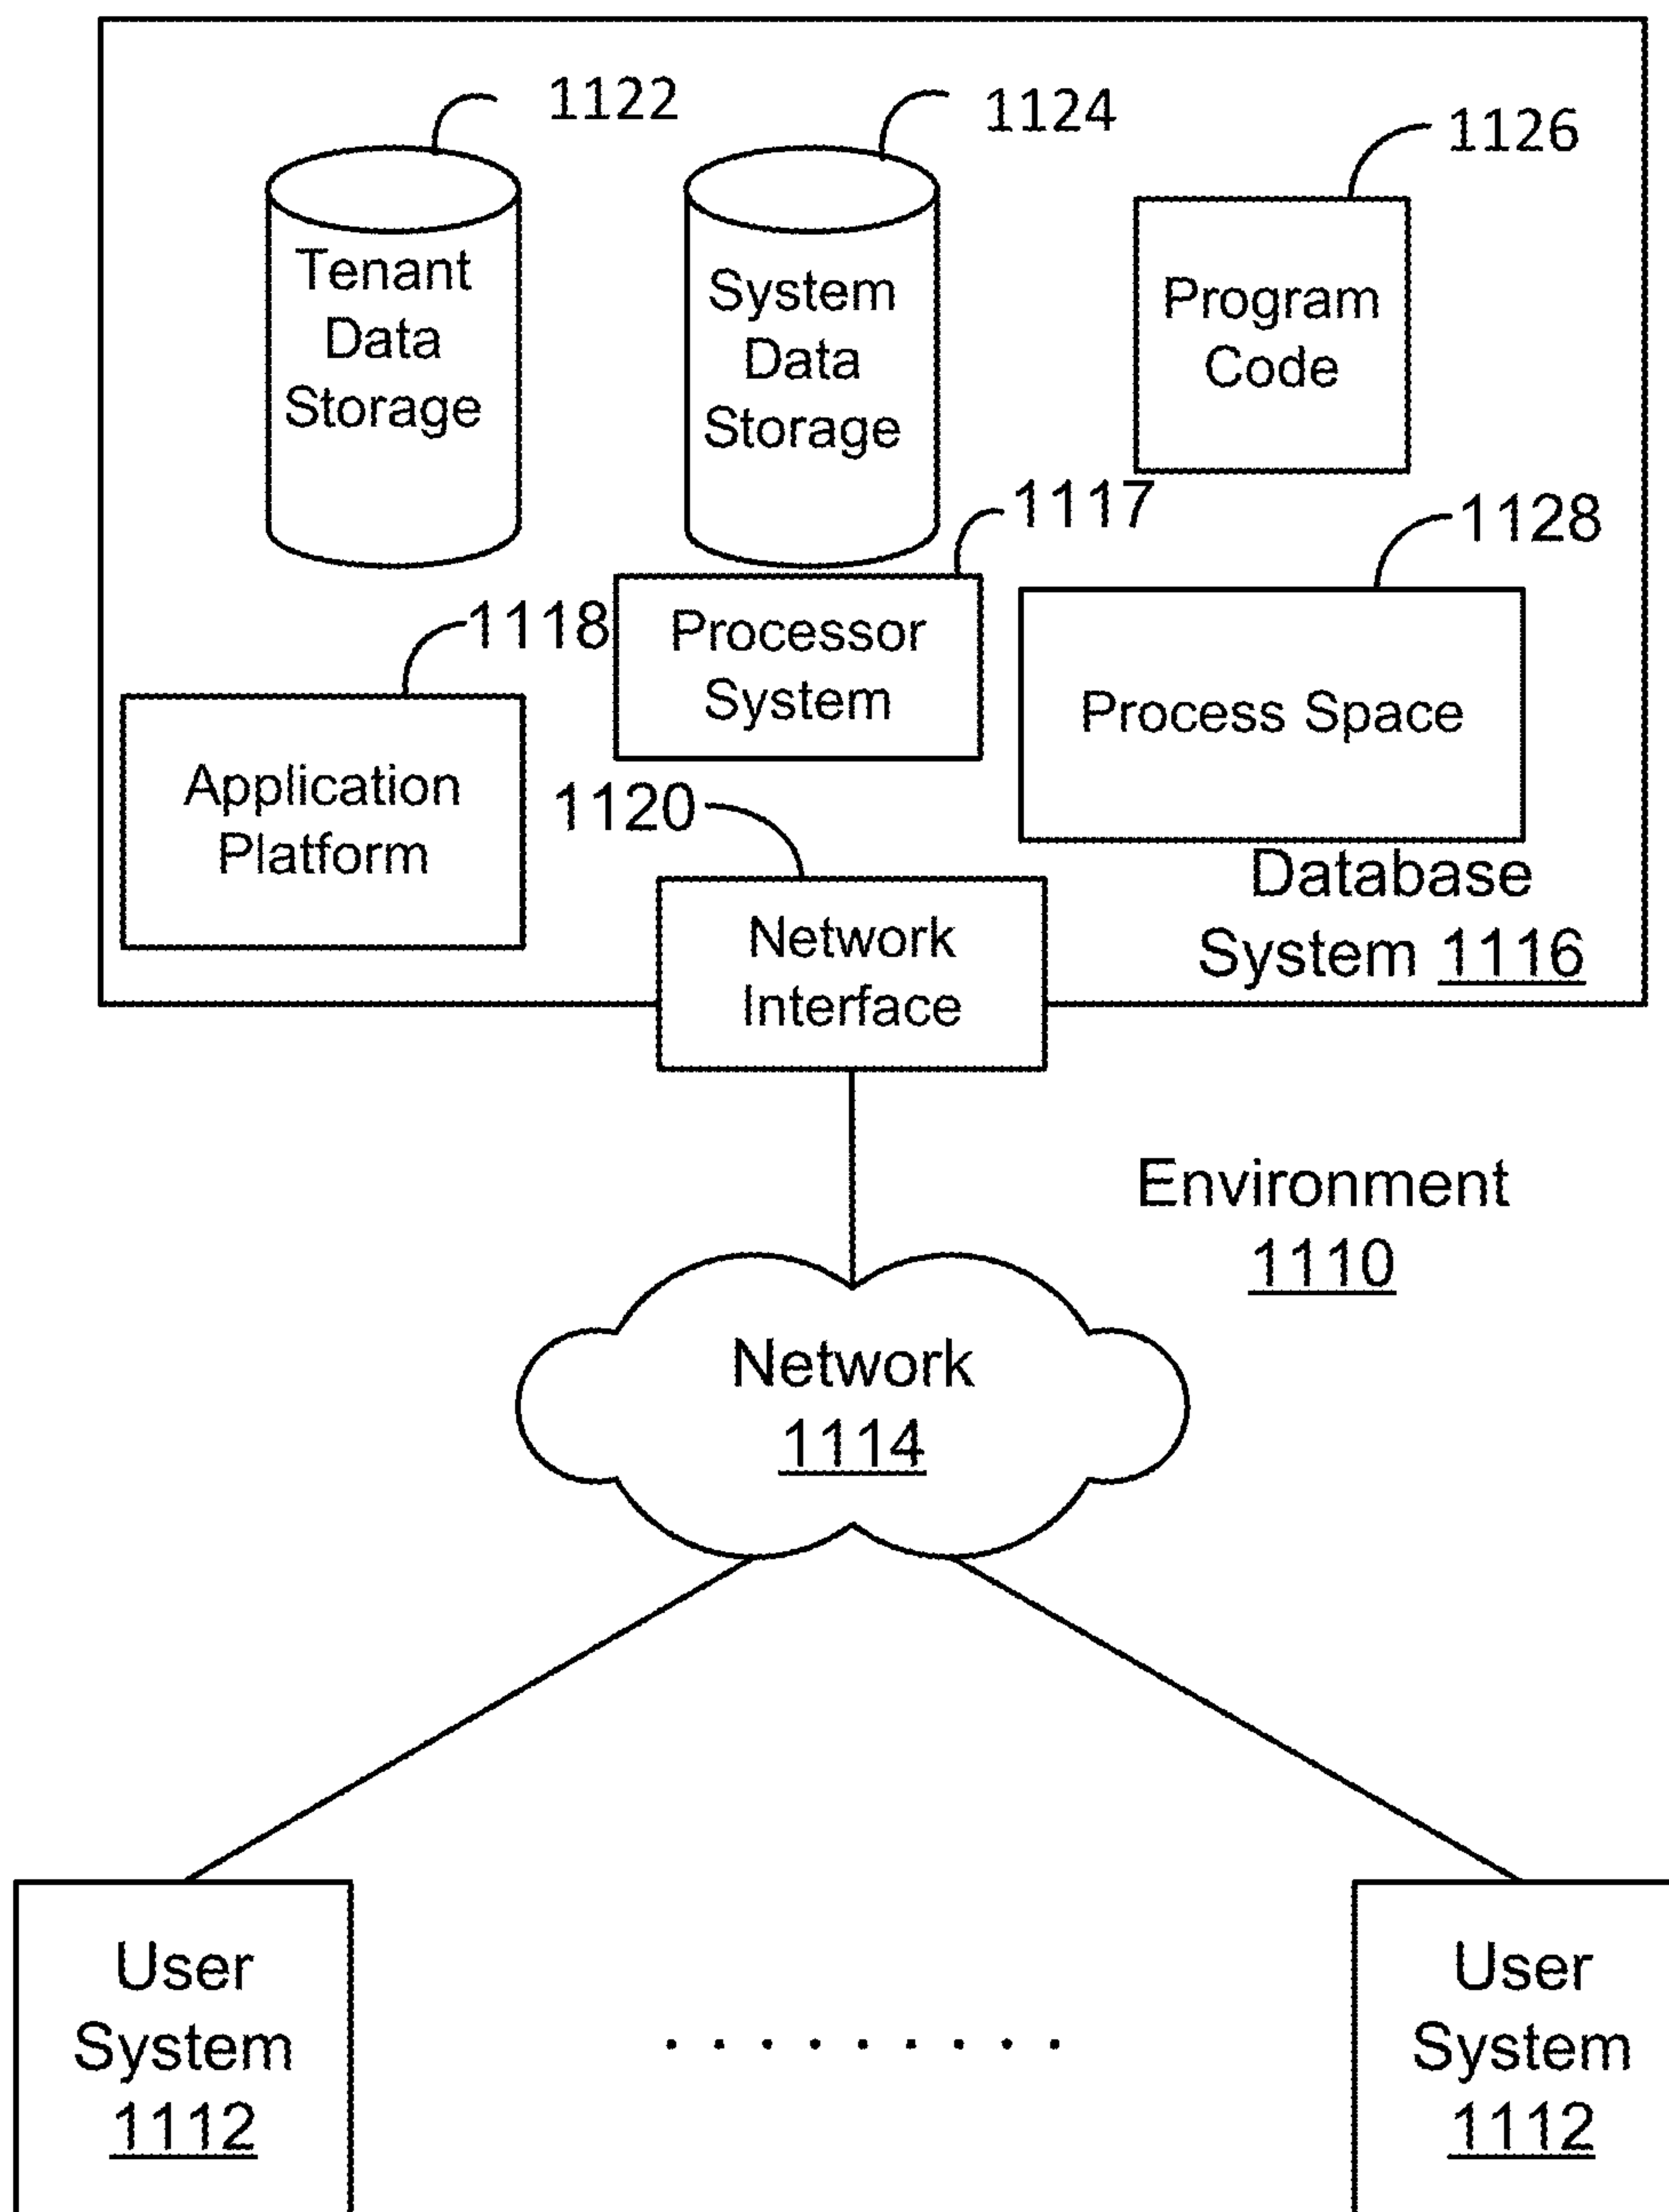 1122
1124
1126
Tenant
Data
Storage
System
Data
Storage
Program
Code
1117
1128
1118
Processor
System
Process Space
Application
Platform
1120
Database
System 1116
Network
Interface
Environment
1110
Network
1114
User
System
1112
User
System
1112